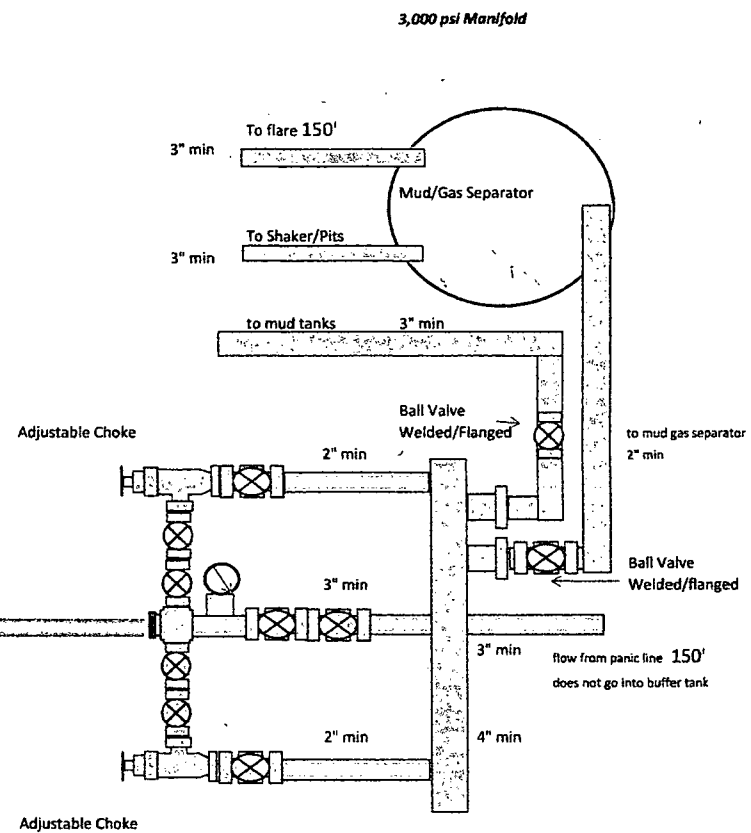 3,000 psi Manifold
To flare 150'
3" min
Mud/Gas Separator
To Shaker/Pits
3" min
to mud tanks 3" min
Ball Valve
Welded/Flanged
Adjustable Choke
to mud gas separator
2" min
2" min
Ball Valve
Welded/flanged
3" min
3" min
flow from panic line 150'
does not go into buffer tank
2" min
4" min
Adjustable Choke